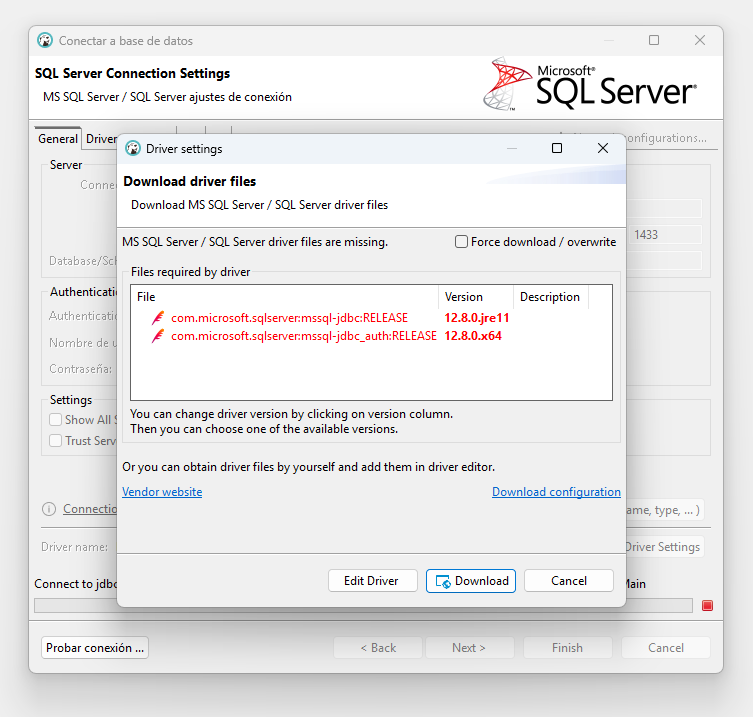 Conectar a base de datos
SQL Server Connection Settings
MS SQL Server / SQL Server ajustes de conexión
Microsoft®
SQL Server®
General
Driver
onfigurations...
Server
Conne
1433
Database/Sch
Authenticatio
Authentication
Nombre de u
Contraseña:
Settings
Show All S
Trust Serv
Connectio
ame, type, ... )
Driver name:
Driver Settings
Connect to jdbc
Main
Probar conexión ...
< Back
Next >
Finish
Cancel
Driver settings
Download driver files
Download MS SQL Server / SQL Server driver files
MS SQL Server / SQL Server driver files are missing.
Force download / overwrite
Files required by driver
File Version Description
com.microsoft.sqlserver:mssql-jdbc:RELEASE 12.8.0.jre11
com.microsoft.sqlserver:mssql-jdbc_auth:RELEASE 12.8.0.x64
You can change driver version by clicking on version column.
Then you can choose one of the available versions.
Or you can obtain driver files by yourself and add them in driver editor.
Vendor website
Download configuration
Edit Driver
Download
Cancel